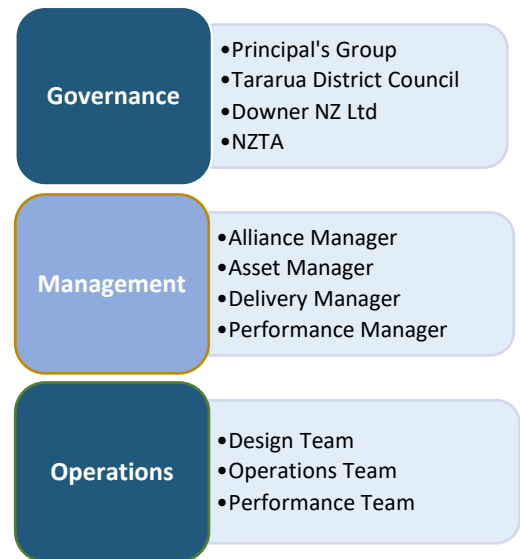 Governance
•Principal's Group
•Tararua District Council
•Downer NZ Ltd
•NZTA
Management
•Alliance Manager
•Asset Manager
•Delivery Manager
•Performance Manager
Operations
•Design Team
•Operations Team
•Performance Team